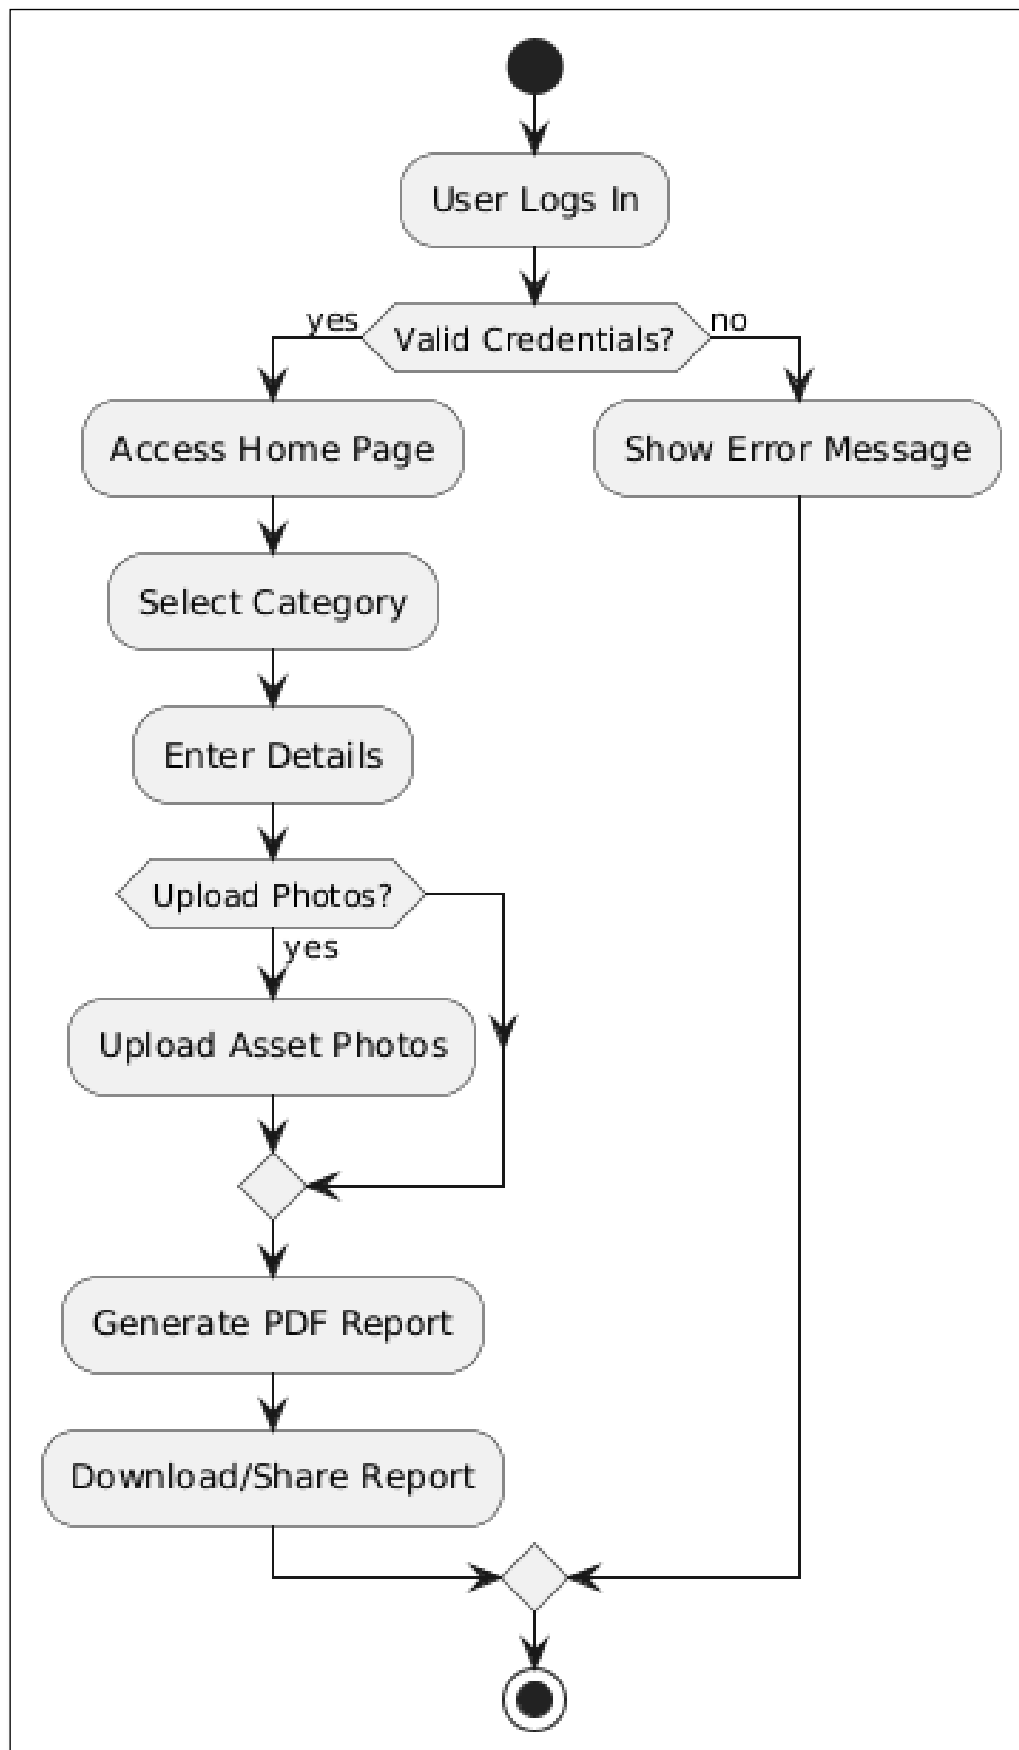 User Logs In
yes
Valid Credentials?
no
Access Home Page
Show Error Message
Select Category
Enter Details
Upload Photos?
yes
Upload Asset Photos
Generate PDF Report
Download/Share Report